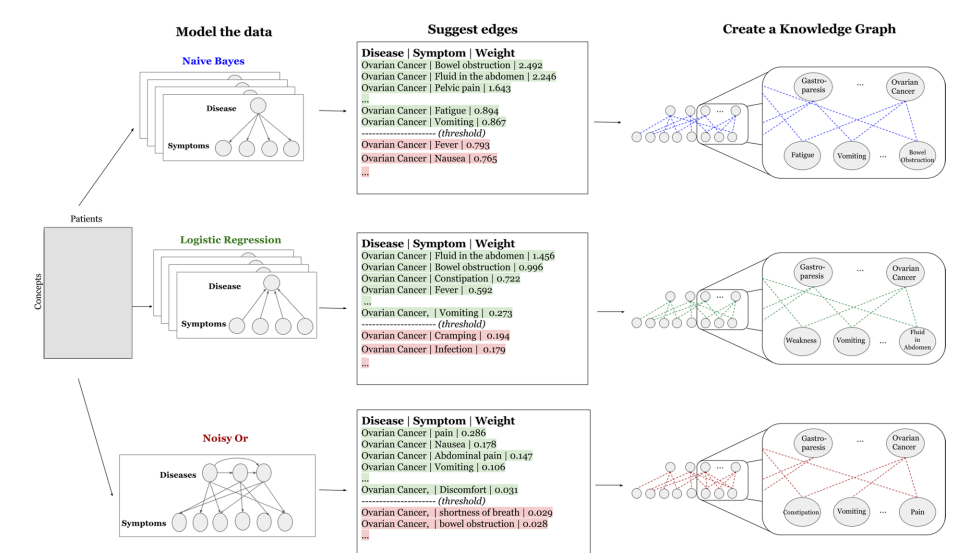 Model the data
Suggest edges
Create a Knowledge Graph
Naive Bayes
Disease
Symptoms
Disease | Symptom | Weight
Ovarian Cancer | Bowel obstruction | 2.492
Ovarian Cancer | Fluid in the abdomen | 2.246
Ovarian Cancer | Pelvic pain | 1.643
...
Ovarian Cancer | Fatigue | 0.894
Ovarian Cancer | Vomiting | 0.867
--------------------- (threshold)
Ovarian Cancer | Fever | 0.793
Ovarian Cancer | Nausea | 0.765
...
...
Gastro-
paresis
...
Ovarian
Cancer
Fatigue
Vomiting
...
Bowel
Obstruction
Patients
Concepts
Logistic Regression
Disease
Symptoms
Disease | Symptom | Weight
Ovarian Cancer | Fluid in the abdomen | 1.456
Ovarian Cancer | Bowel obstruction | 0.996
Ovarian Cancer | Constipation | 0.722
Ovarian Cancer | Fever | 0.592
...
Ovarian Cancer, | Vomiting | 0.273
--------------------- (threshold)
Ovarian Cancer | Cramping | 0.194
Ovarian Cancer | Infection | 0.179
...
...
Gastro-
paresis
...
Ovarian
Cancer
Weakness
Vomiting
...
Fluid
in
Abdomen
Noisy Or
Diseases
Symptoms
Disease | Symptom | Weight
Ovarian Cancer | pain | 0.286
Ovarian Cancer | Nausea | 0.178
Ovarian Cancer | Abdominal pain | 0.147
Ovarian Cancer | Vomiting | 0.106
...
Ovarian Cancer, | Discomfort | 0.031
--------------------- (threshold)
Ovarian Cancer, | shortness of breath | 0.029
Ovarian Cancer, | bowel obstruction | 0.028
...
...
Gastro-
paresis
...
Ovarian
Cancer
Constipation
Vomiting
...
Pain